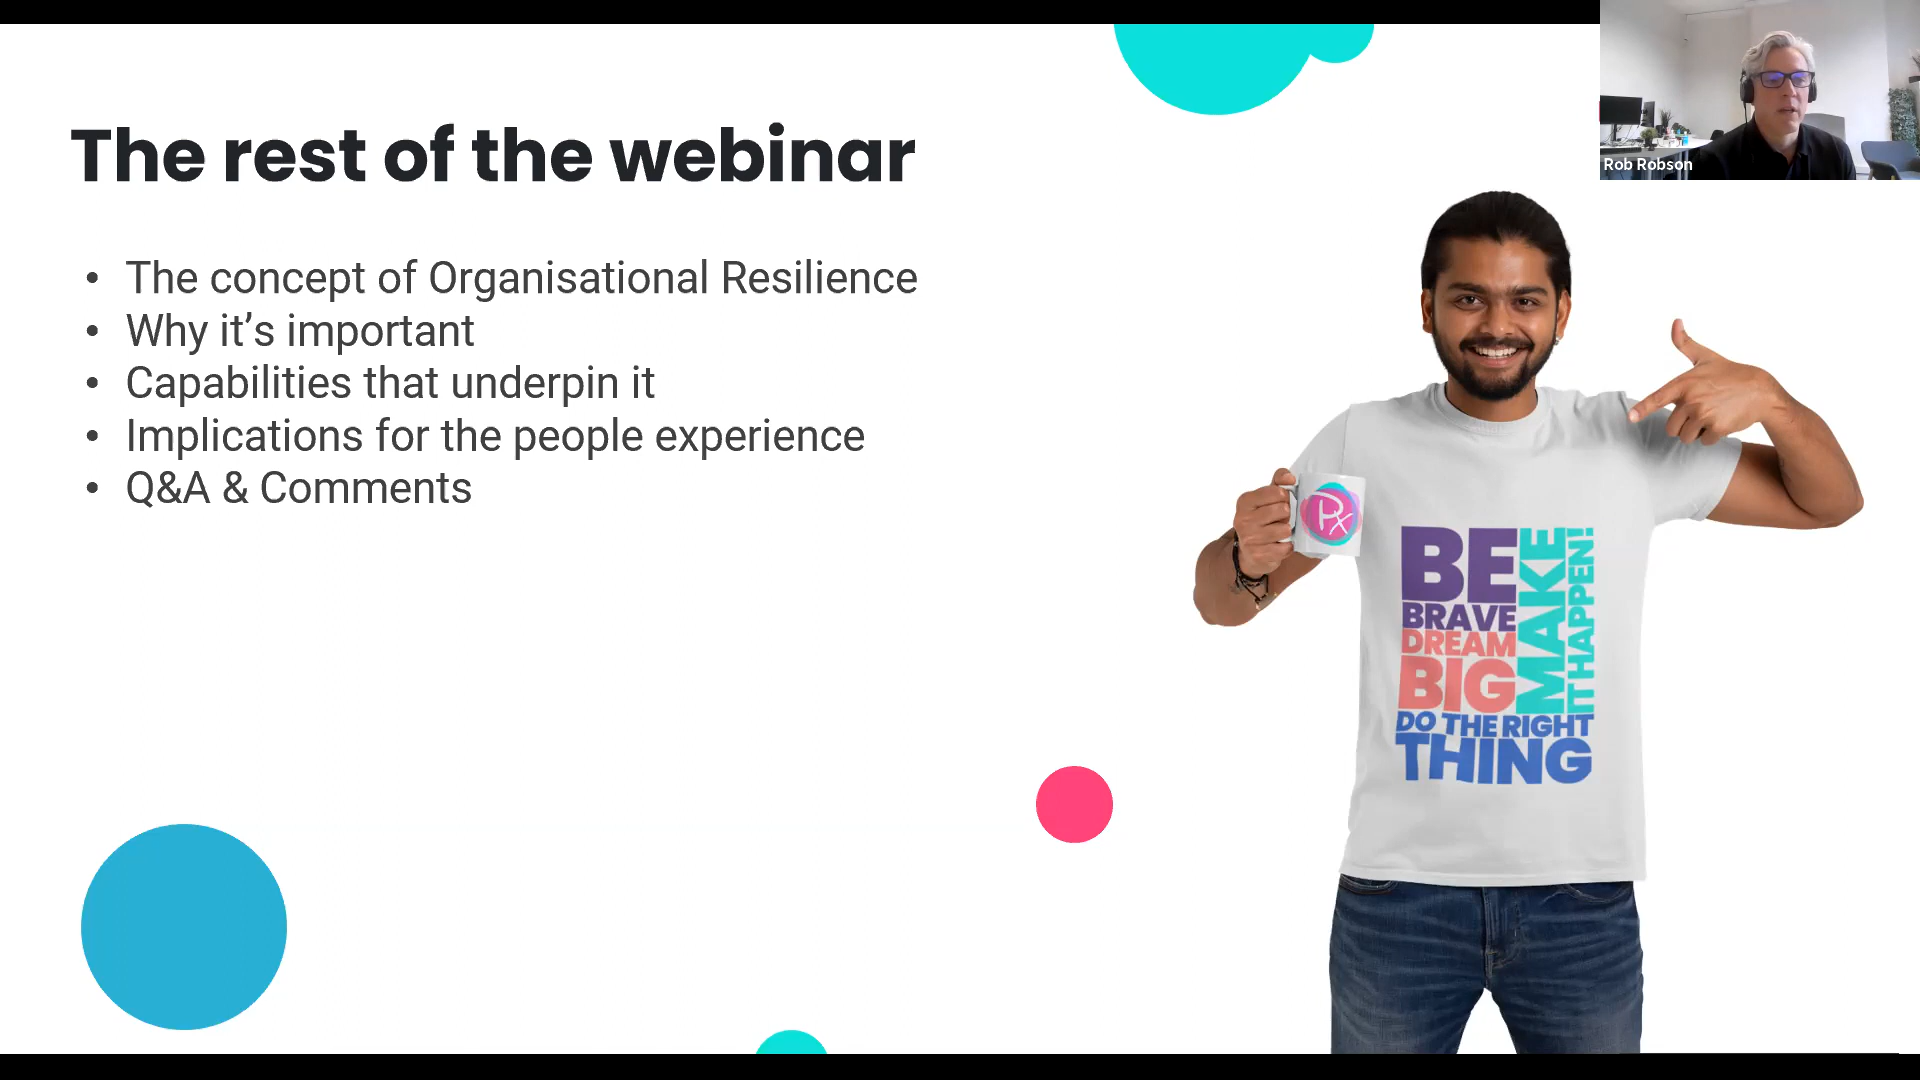 The rest of the webinar
• The concept of Organisational Resilience
• Why it’s important
• Capabilities that underpin it
• Implications for the people experience
• Q&A & Comments
Rob Robson
Px
BE
BRAVE
DREAM
BIG
MAKE
IT HAPPEN!
DO THE RIGHT
THING